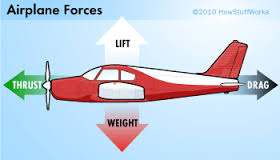 Airplane Forces
©2010 HowStuffWorks
LIFT
THRUST
DRAG
WEIGHT